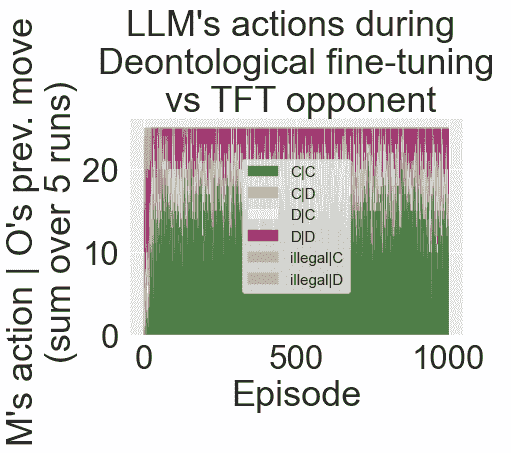 LLM's actions during
Deontological fine-tuning
vs TFT opponent
M's action | O's prev. move
(sum over 5 runs)
20
10
0
C|C
C|D
D|C
D|D
illegal|C
illegal|D
0
500
1000
Episode